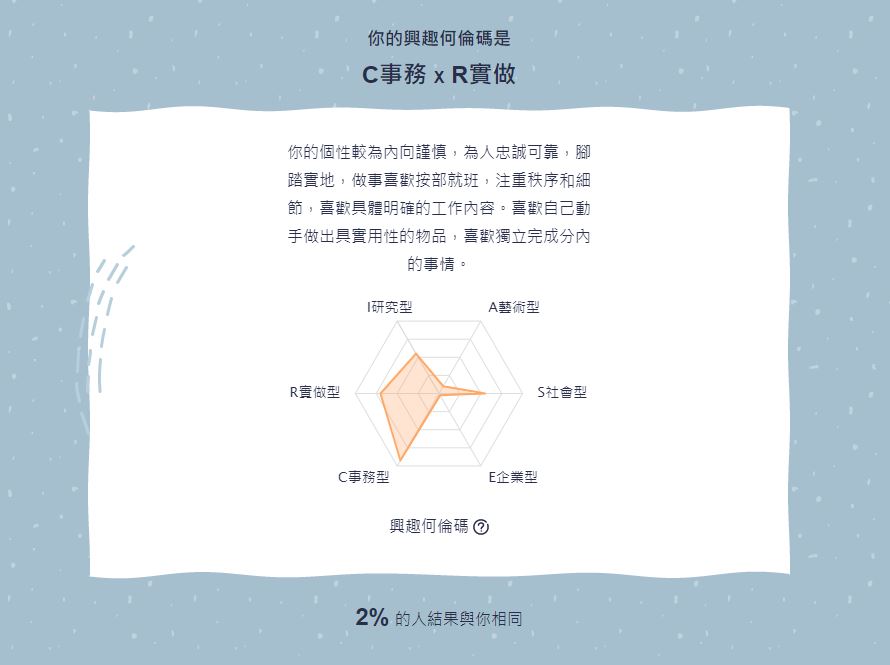 你的興趣何倫碼是
C事務 x R實做
你的個性較為內向謹慎，為人忠誠可靠，腳
踏實地，做事喜歡按部就班，注重秩序和細
節，喜歡具體明確的工作內容。喜歡自己動
手做出具實用性的物品，喜歡獨立完成分內
的事情。
I研究型 A藝術型
R實做型 S社會型
C事務型 E企業型
興趣何倫碼 ?
2% 的人結果與你相同